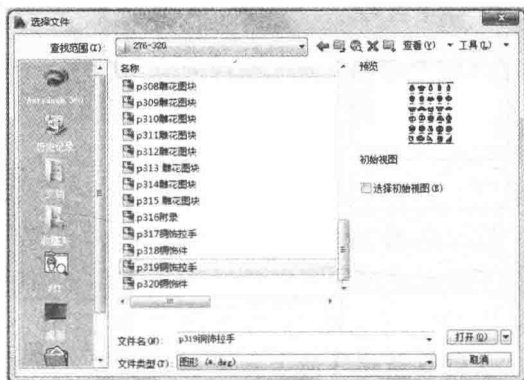 选择文件
查找范围(I):
276-320
查看(V)
工具(L)
名称
预览
p308雕花图块
p309雕花图块
p310雕花图块
p311雕花图块
p312雕花图块
p313 雕花图块
p314雕花图块
p315 雕花图块
p316附录
p317铜饰拉手
p318铜饰件
p319铜饰拉手
p320铜饰件
初始视图
选择初始视图(E)
历史记录
文件名(N):
p319铜饰拉手
打开(O)
文件类型(T):
图形 (*.dwg)
取消